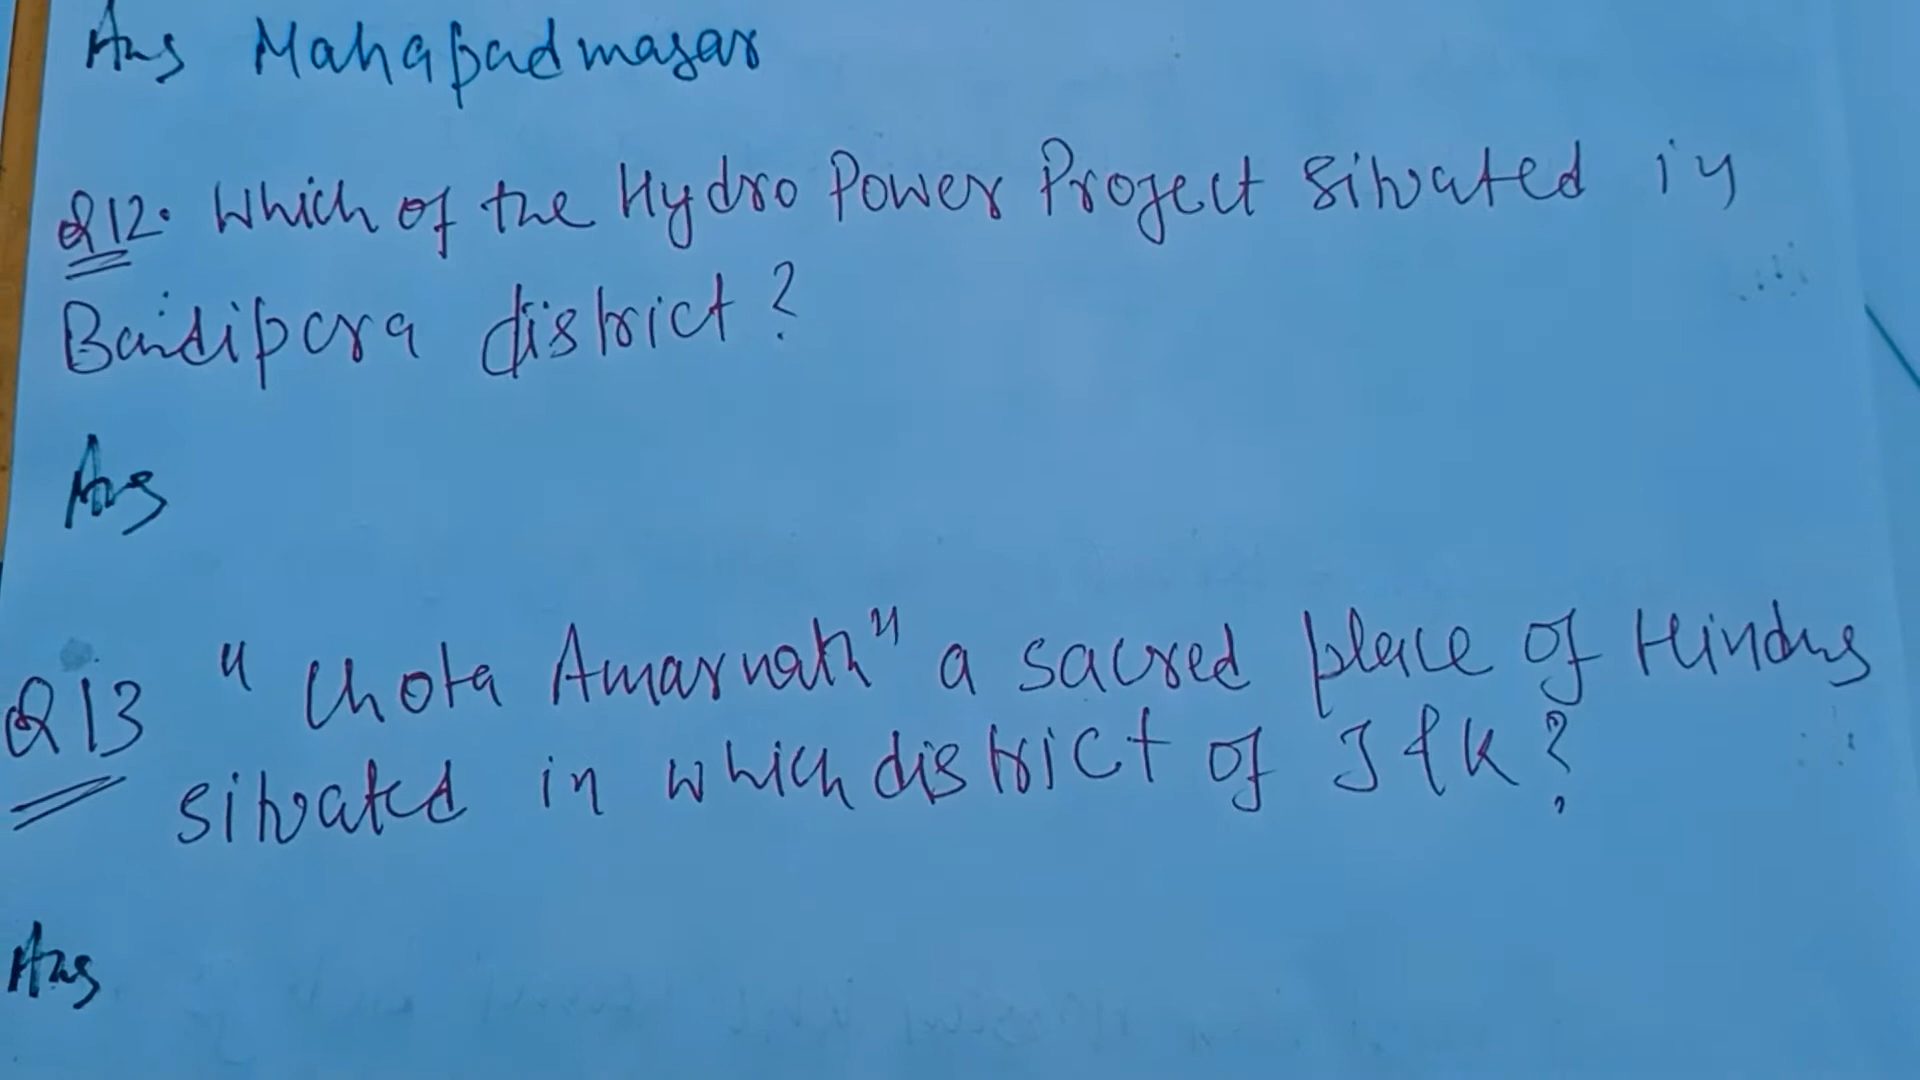 Ans Mahapadmasar
Q12. Which of the Hydro Power Project situated in
Bandipora district?
Ans
Q13 "Chota Amarnath" a sacred place of Hindus
situated in which district of J & K?
Ans